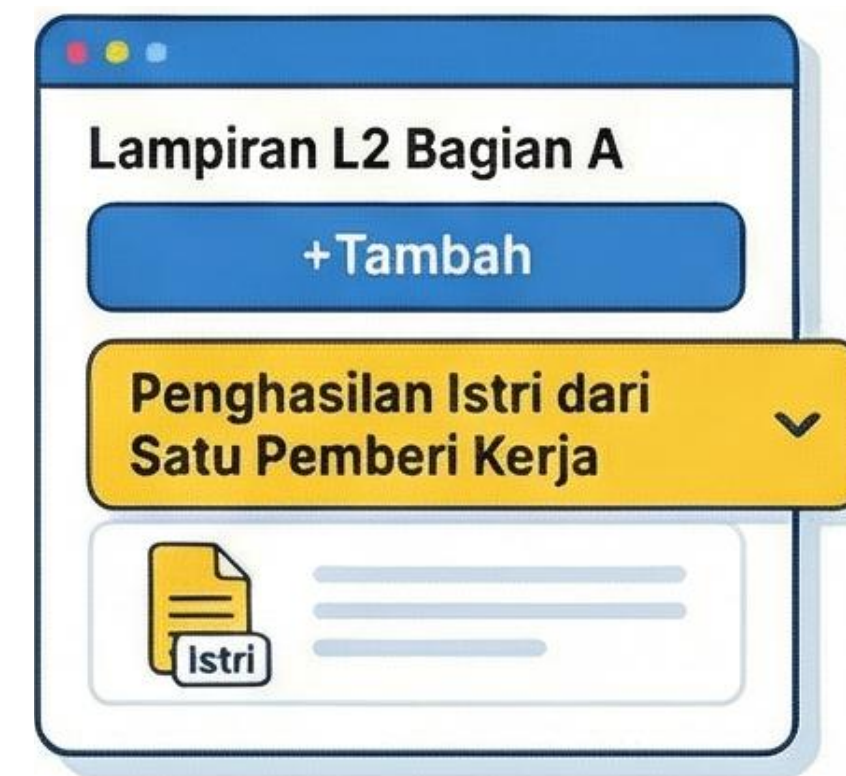 Lampiran L2 Bagian A
+Tambah
Penghasilan Istri dari
Satu Pemberi Kerja
Istri